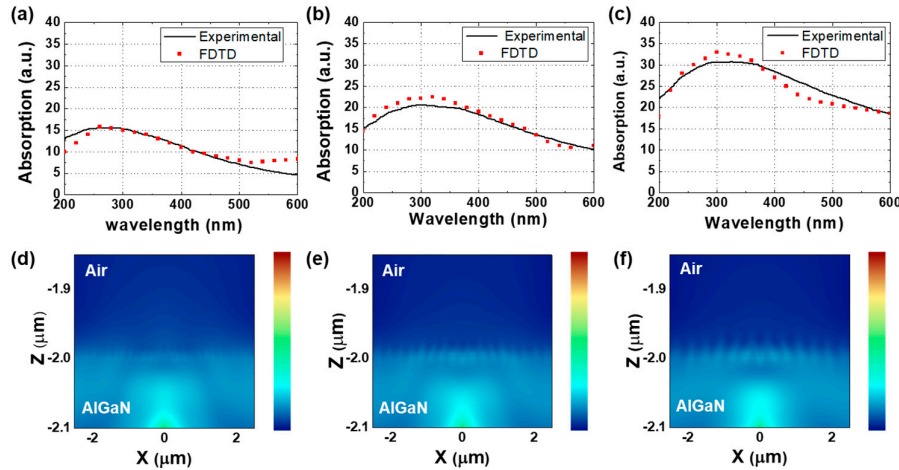 (a)
Experimental
FDTD
Absorption (a.u.)
40
35
30
25
20
15
10
5
0
200 300 400 500 600
wavelength (nm)
(b)
Experimental
FDTD
Absorption (a.u.)
40
35
30
25
20
15
10
5
0
200 300 400 500 600
Wavelength (nm)
(c)
Experimental
FDTD
Absorption (a.u.)
40
35
30
25
20
15
10
5
0
200 300 400 500 600
Wavelength (nm)
(d)
Air
AlGaN
Z (μm)
-1.9
-2.0
-2.1
-2 0 2
X (μm)
(e)
Air
AlGaN
Z (μm)
-1.9
-2.0
-2.1
-2 0 2
X (μm)
(f)
Air
AlGaN
Z (μm)
-1.9
-2.0
-2.1
-2 0 2
X (μm)